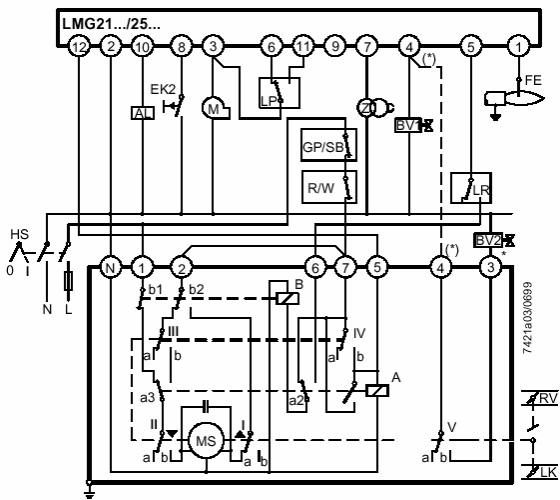 LMG21.../25...
12 2 10 8 3 6 11 9 7 4 5 1
(*)
FE
EK2
LP
AL
M
Z
BV1
GP/SB
R/W
LR
HS
0 I
BV2
(*)
*
N 1 2 6 7 5 4 3
N L
b1 b2
B
III
IV
a b
a b
A
a3
a2
II
I
V
MS
a b
a b
a b
RV
LK
7421a03/0699